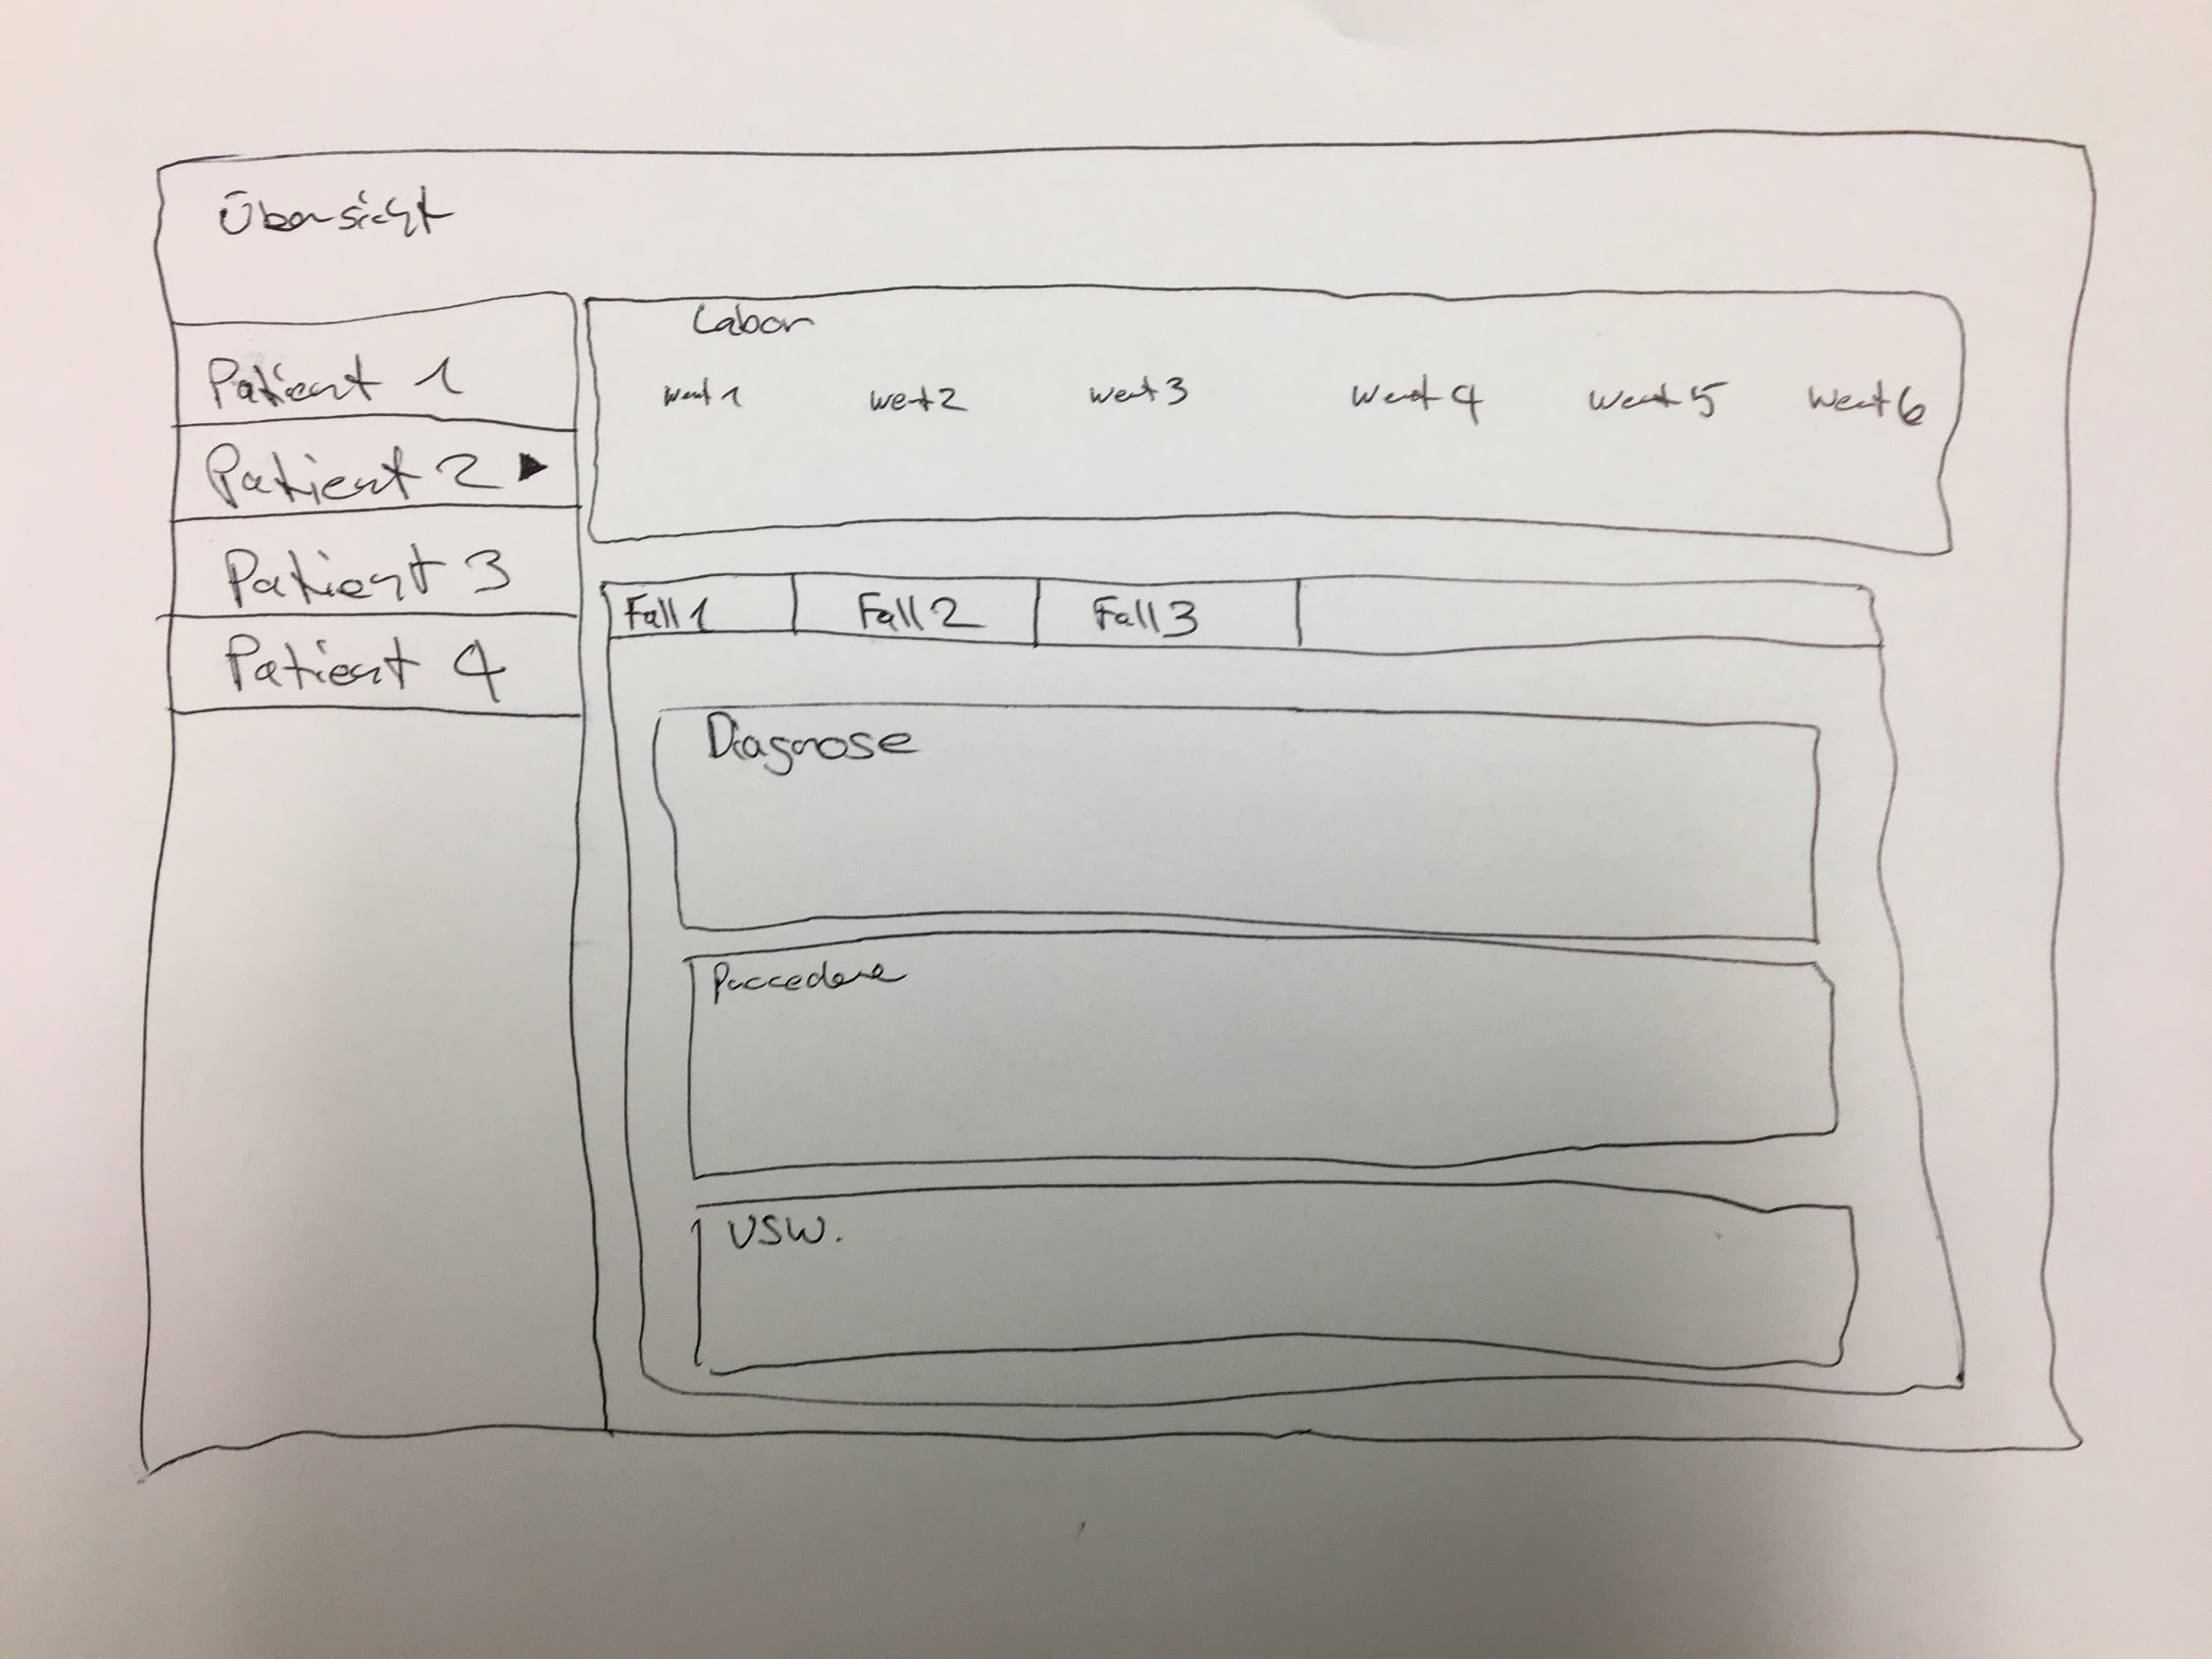 Übersicht
Patient 1
Patient 2
Patient 3
Patient 4
Labor
Wert 1 Wert 2 Wert 3 Wert 4 Wert 5 Wert 6
Fall 1 Fall 2 Fall 3
Diagnose
Proccedere
USW.